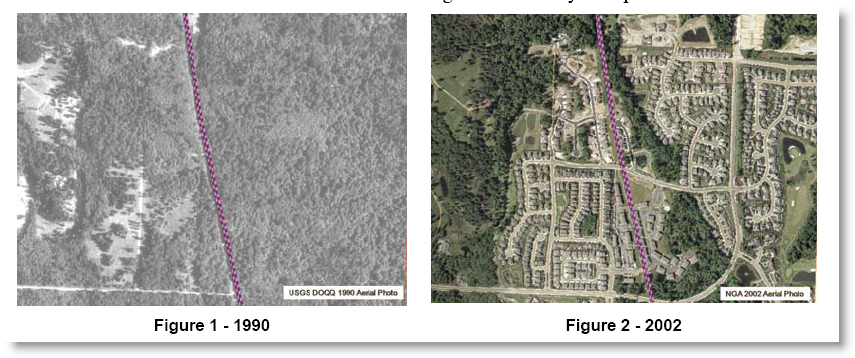 USGS DOQQ 1990 Aerial Photo
NGA 2002 Aerial Photo
Figure 1 - 1990
Figure 2 - 2002